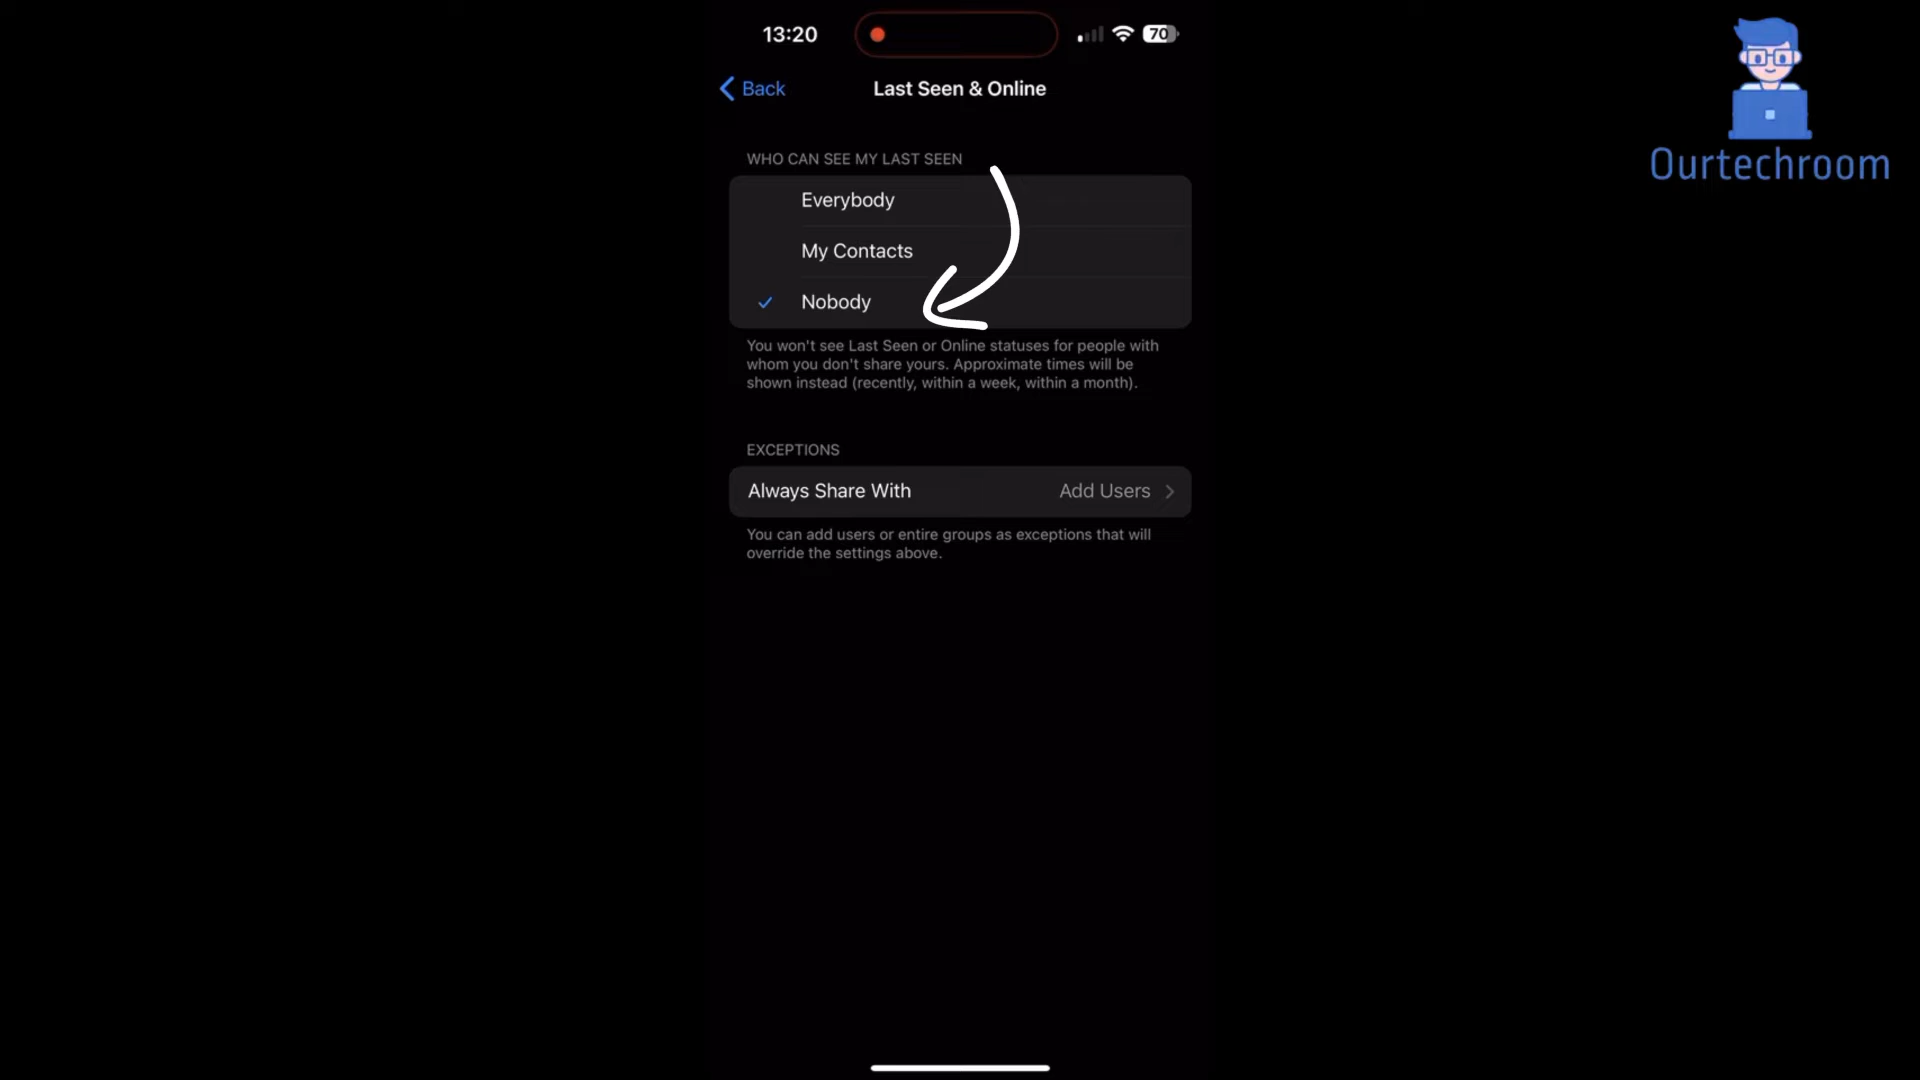 13:20
70
Back
Last Seen & Online
WHO CAN SEE MY LAST SEEN
Everybody
My Contacts
Nobody
You won't see Last Seen or Online statuses for people with
whom you don't share yours. Approximate times will be
shown instead (recently, within a week, within a month).
EXCEPTIONS
Always Share With
Add Users
You can add users or entire groups as exceptions that will
override the settings above.
Ourtechroom